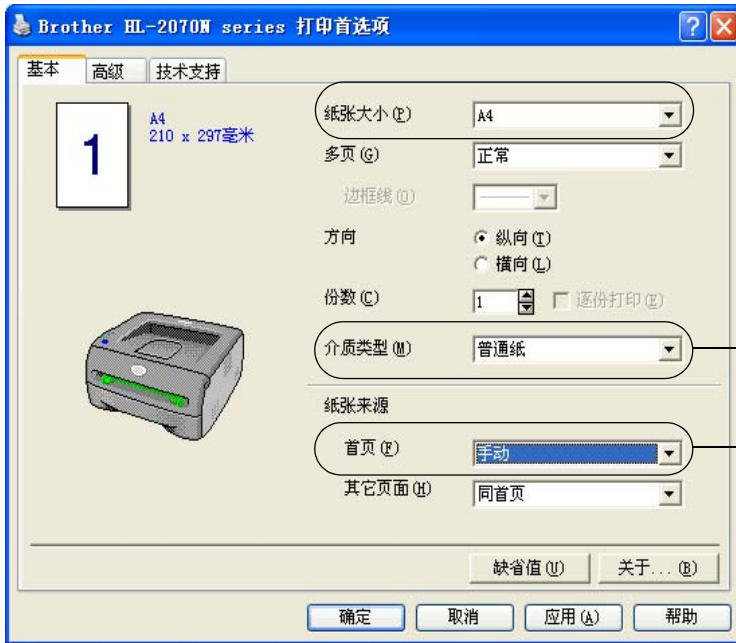 Brother HL-2070N series 打印首选项
基本 高级 技术支持
1
A4
210 x 297毫米
纸张大小(P) A4
多页(G) 正常
边框线(O)
方向 纵向(T)
横向(L)
份数(C) 1 逐份打印(E)
介质类型(M) 普通纸
纸张来源
首页(F) 手动
其它页面(H) 同首页
缺省值(U) 关于...(B)
确定 取消 应用(A) 帮助